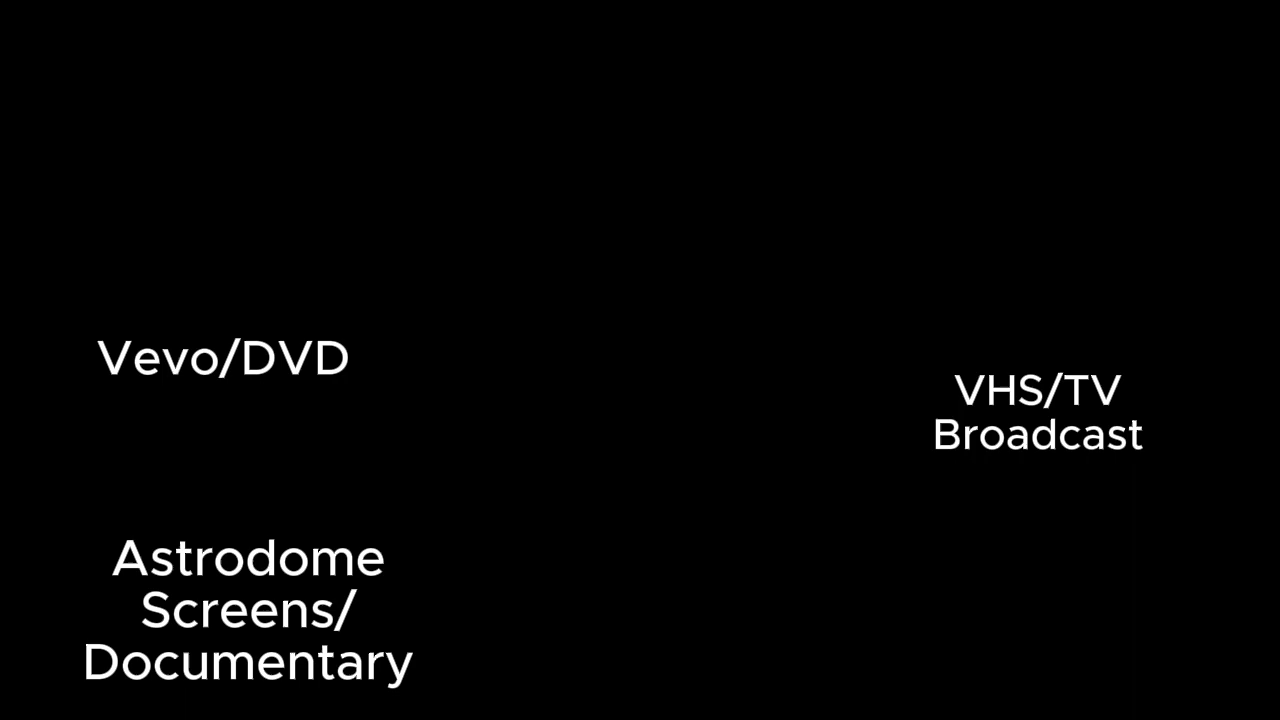 Vevo/DVD
VHS/TV
Broadcast
Astrodome
Screens/
Documentary